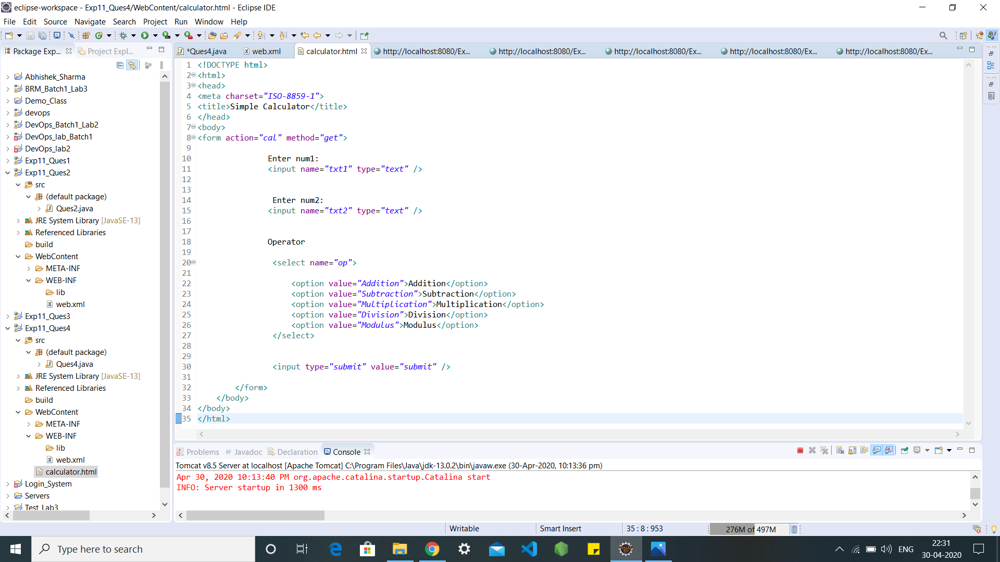 eclipse-workspace - Exp11_Ques4/WebContent/calculator.html - Eclipse IDE
File Edit Source Navigate Search Project Run Window Help
Package Exp... Project Expl...
*Ques4.java web.xml calculator.html http://localhost:8080/Ex... http://localhost:8080/Ex... http://localhost:8080/Ex... http://localhost:8080/Ex... http://localhost:8080/Ex...
Abhishek_Sharma
BRM_Batch1_Lab3
Demo_Class
devops
DevOps_Batch1_Lab2
DevOps_lab_Batch1
DevOps_lab2
Exp11_Ques1
Exp11_Ques2
src
(default package)
Ques2.java
JRE System Library [JavaSE-13]
Referenced Libraries
build
WebContent
META-INF
WEB-INF
lib
web.xml
Exp11_Ques3
Exp11_Ques4
src
(default package)
Ques4.java
JRE System Library [JavaSE-13]
Referenced Libraries
build
WebContent
META-INF
WEB-INF
lib
web.xml
calculator.html
Login_System
Servers
Test_Lab3
1 <!DOCTYPE html>
2 <html>
3 <head>
4 <meta charset="ISO-8859-1">
5 <title>Simple Calculator</title>
6 </head>
7 <body>
8 <form action="cal" method="get">
9
10 Enter num1:
11 <input name="txt1" type="text" />
12
13
14 Enter num2:
15 <input name="txt2" type="text" />
16
17
18 Operator
19
20 <select name="op">
21
22 <option value="Addition">Addition</option>
23 <option value="Subtraction">Subtraction</option>
24 <option value="Multiplication">Multiplication</option>
25 <option value="Division">Division</option>
26 <option value="Modulus">Modulus</option>
27 </select>
28
29
30 <input type="submit" value="submit" />
31
32 </form>
33 </body>
34 </body>
35 </html>
Problems Javadoc Declaration Console
Tomcat v8.5 Server at localhost [Apache Tomcat] C:\Program Files\Java\jdk-13.0.2\bin\javaw.exe (30-Apr-2020, 10:13:36 pm)
Apr 30, 2020 10:13:40 PM org.apache.catalina.startup.Catalina start
INFO: Server startup in 1300 ms
Writable Smart Insert 35 : 8 : 953 276M of 497M
Type here to search
ENG
22:31
30-04-2020